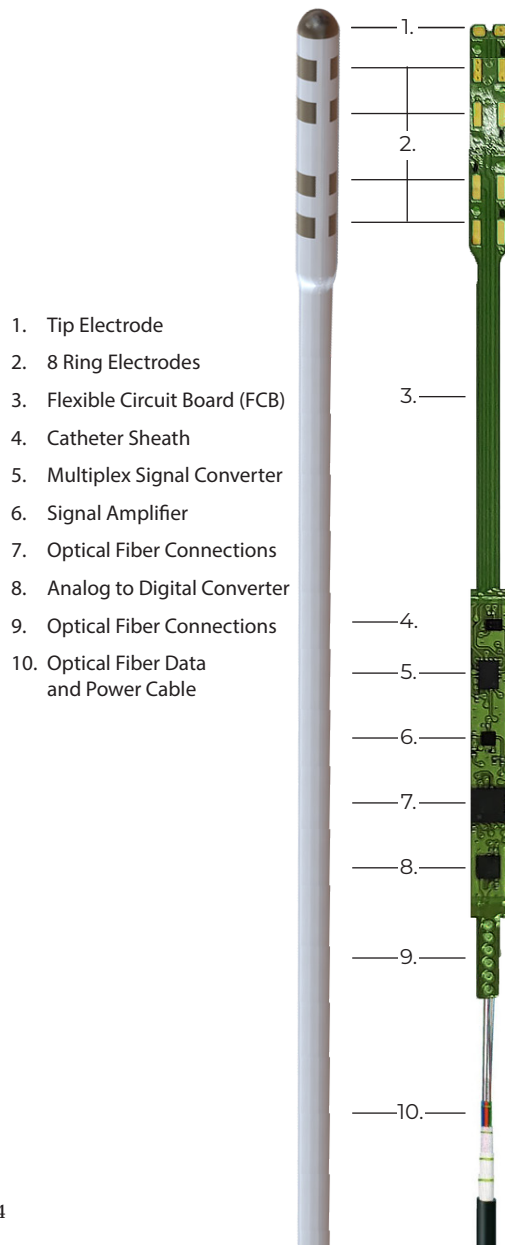 1.
2.
1. Tip Electrode
2. 8 Ring Electrodes
3. Flexible Circuit Board (FCB)
3.
4. Catheter Sheath
5. Multiplex Signal Converter
6. Signal Amplifier
7. Optical Fiber Connections
8. Analog to Digital Converter
9. Optical Fiber Connections
4.
10. Optical Fiber Data
and Power Cable
5.
6.
7.
8.
9.
10.
4